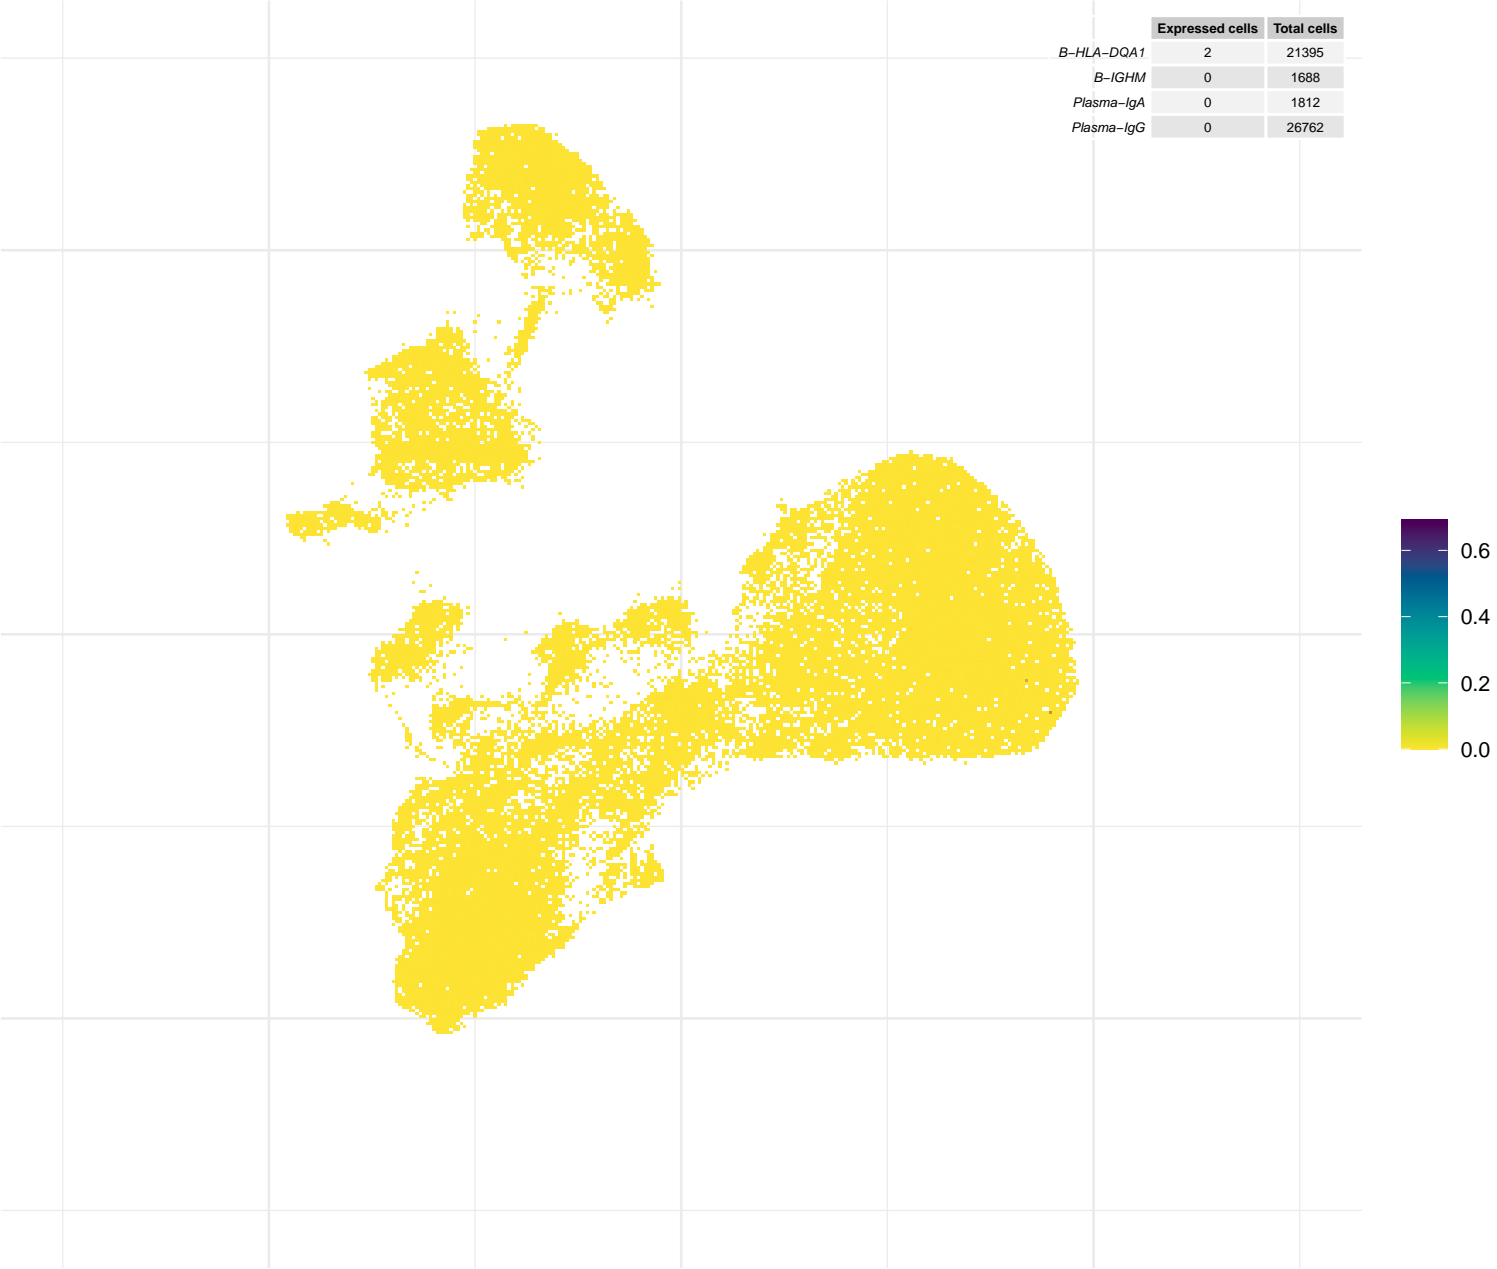 Expressed cells Total cells
B−HLA−DQA1 2 21395
B−IGHM 0 1688
Plasma−IgA 0 1812
Plasma−IgG 0 26762
0.6
0.4
0.2
0.0